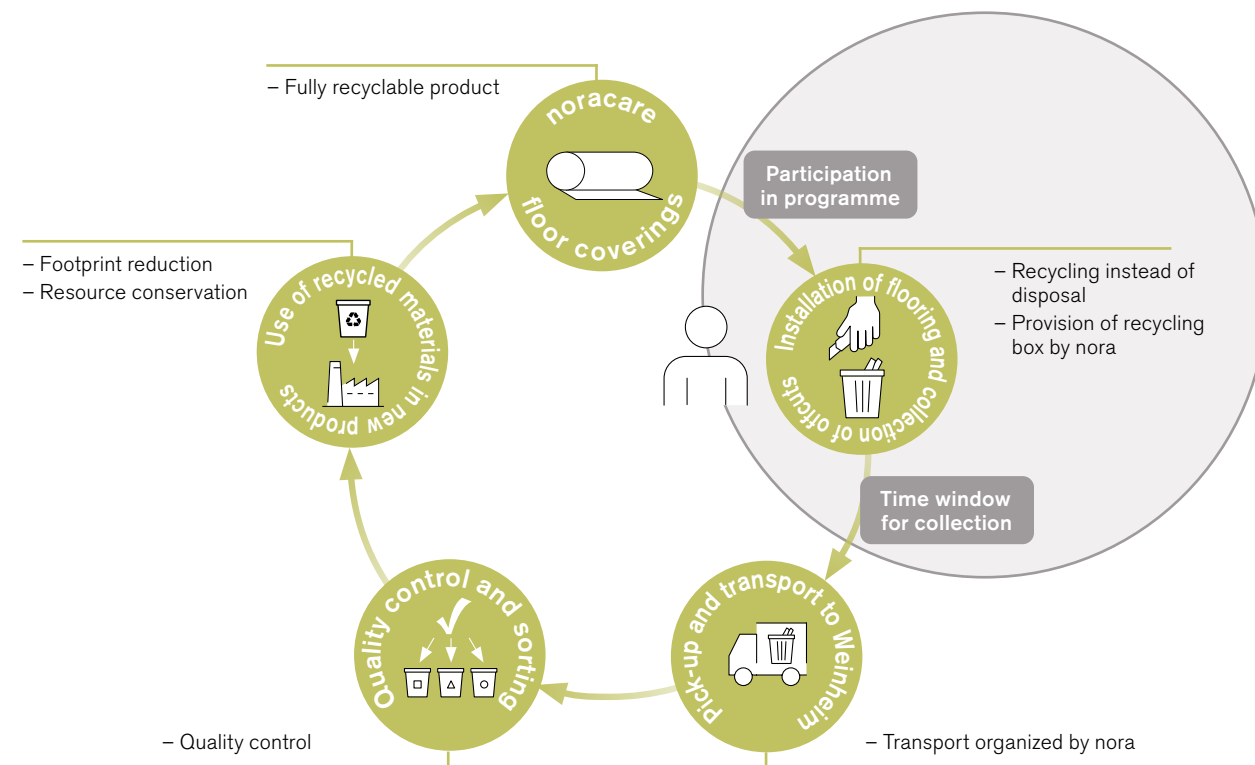 – Fully recyclable product
noracare
floor coverings
Participation
in programme
– Footprint reduction
– Resource conservation
Use of recycled materials in new products
Installation of flooring and collection of offcuts
– Recycling instead of
disposal
– Provision of recycling
box by nora
Time window
for collection
Quality control and sorting
Pick-up and transport to Weinheim
– Quality control
– Transport organized by nora